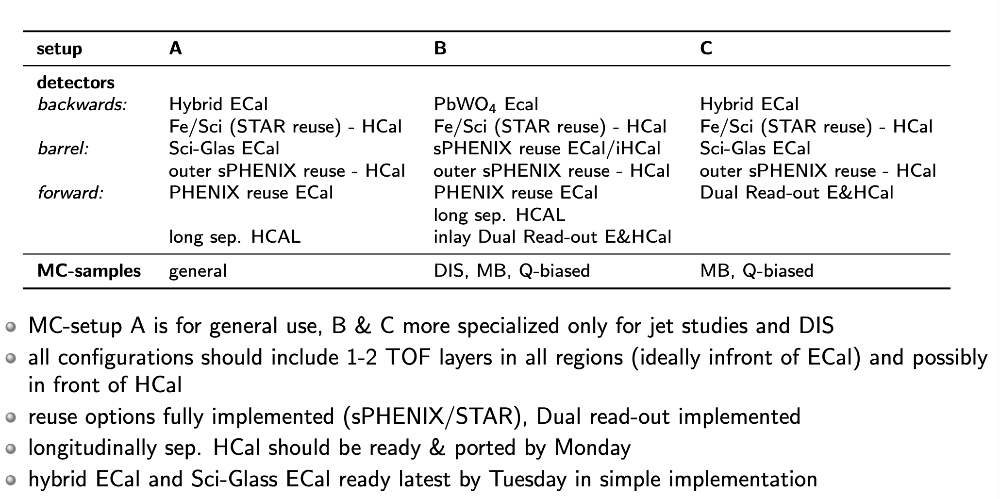 setup A B C
detectors
backwards: Hybrid ECal PbWO₄ Ecal Hybrid ECal
Fe/Sci (STAR reuse) - HCal Fe/Sci (STAR reuse) - HCal Fe/Sci (STAR reuse) - HCal
barrel: Sci-Glas ECal sPHENIX reuse ECal/iHCal Sci-Glas ECal
outer sPHENIX reuse - HCal outer sPHENIX reuse - HCal outer sPHENIX reuse - HCal
forward: PHENIX reuse ECal PHENIX reuse ECal Dual Read-out E&HCal
long sep. HCAL
long sep. HCAL inlay Dual Read-out E&HCal
MC-samples general DIS, MB, Q-biased MB, Q-biased
MC-setup A is for general use, B & C more specialized only for jet studies and DIS
all configurations should include 1-2 TOF layers in all regions (ideally infront of ECal) and possibly
in front of HCal
reuse options fully implemented (sPHENIX/STAR), Dual read-out implemented
longitudinally sep. HCal should be ready & ported by Monday
hybrid ECal and Sci-Glass ECal ready latest by Tuesday in simple implementation